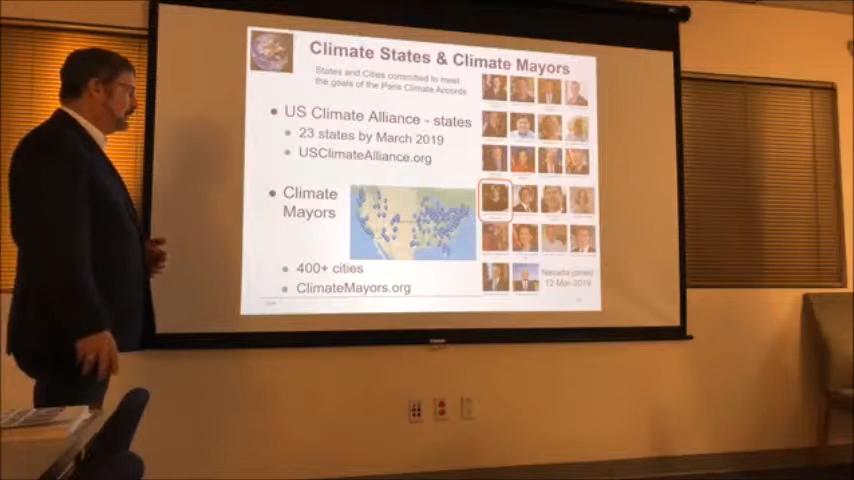 Climate States & Climate Mayors
States and Cities committed to meet
the goals of the Paris Climate Accords
US Climate Alliance - states
23 states by March 2019
USClimateAlliance.org
Climate
Mayors
400+ cities
ClimateMayors.org
Nevada joined
12-Mar-2019